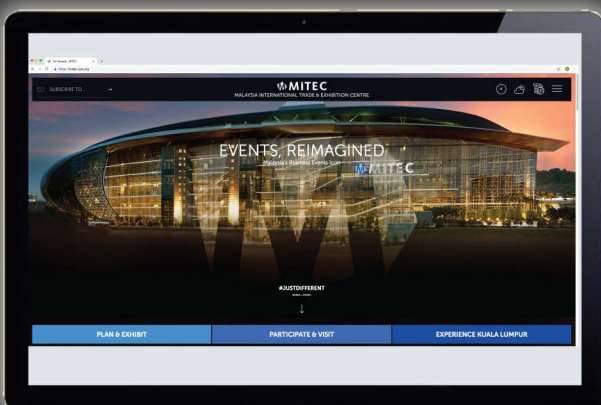 SUBSCRIBE TO..
MITEC
MALAYSIA INTERNATIONAL TRADE & EXHIBITION CENTRE
EVENTS, REIMAGINED
Malaysia's Business Events Icon
MITEC
#JUSTDIFFERENT
PLAN & EXHIBIT
PARTICIPATE & VISIT
EXPERIENCE KUALA LUMPUR